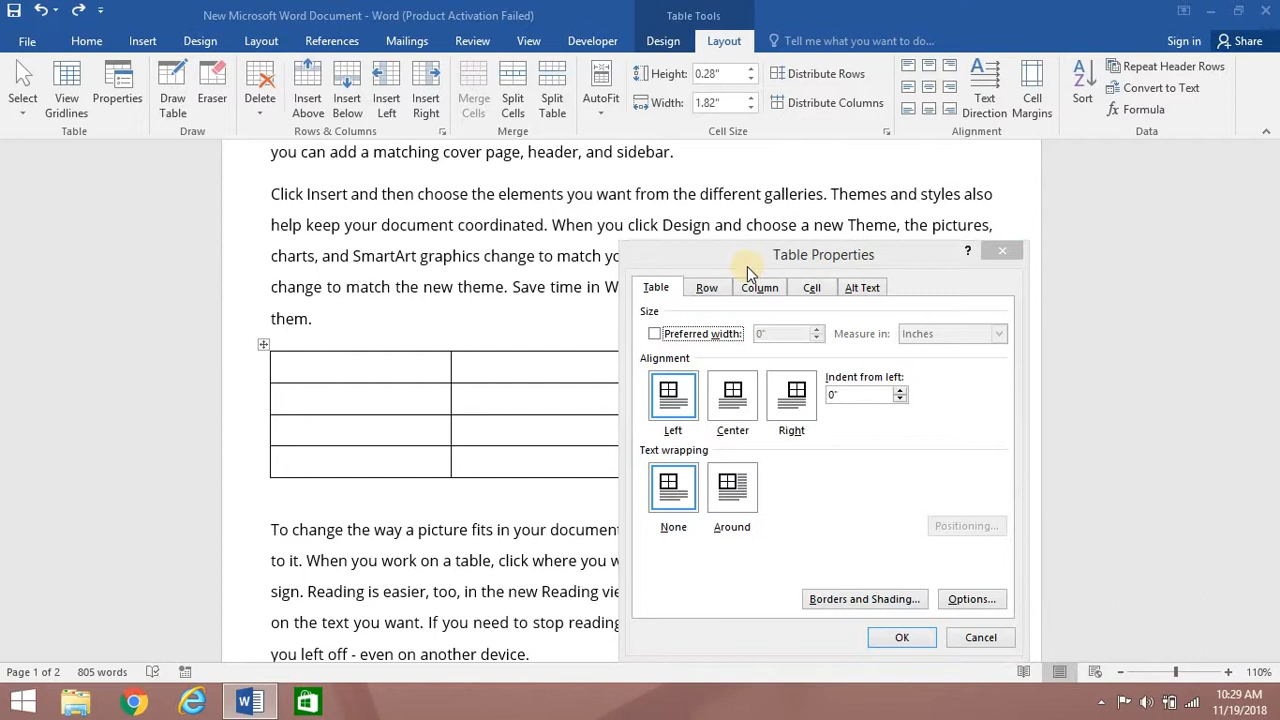 New Microsoft Word Document - Word (Product Activation Failed)
Table Tools
File Home Insert Design Layout References Mailings Review View Developer Design Layout Tell me what you want to do... Sign in Share
Select
View Gridlines
Properties
Table
Draw Table
Eraser
Draw
Delete
Insert Above
Insert Below
Insert Left
Insert Right
Rows & Columns
Merge Cells
Split Cells
Split Table
Merge
AutoFit
Height: 0.28"
Width: 1.82"
Distribute Rows
Distribute Columns
Cell Size
Text Direction
Cell Margins
Alignment
Sort
Repeat Header Rows
Convert to Text
fx Formula
Data
you can add a matching cover page, header, and sidebar.
Click Insert and then choose the elements you want from the different galleries. Themes and styles also
help keep your document coordinated. When you click Design and choose a new Theme, the pictures,
charts, and SmartArt graphics change to match yo
change to match the new theme. Save time in W
them.
To change the way a picture fits in your document
to it. When you work on a table, click where you w
sign. Reading is easier, too, in the new Reading vie
on the text you want. If you need to stop reading
you left off - even on another device.
Table Properties
?
Table Row Column Cell Alt Text
Size
Preferred width: 0" Measure in: Inches
Alignment
Indent from left:
0"
Left Center Right
Text wrapping
None Around
Positioning...
Borders and Shading... Options...
OK Cancel
Page 1 of 2 805 words 110%
10:29 AM
11/19/2018